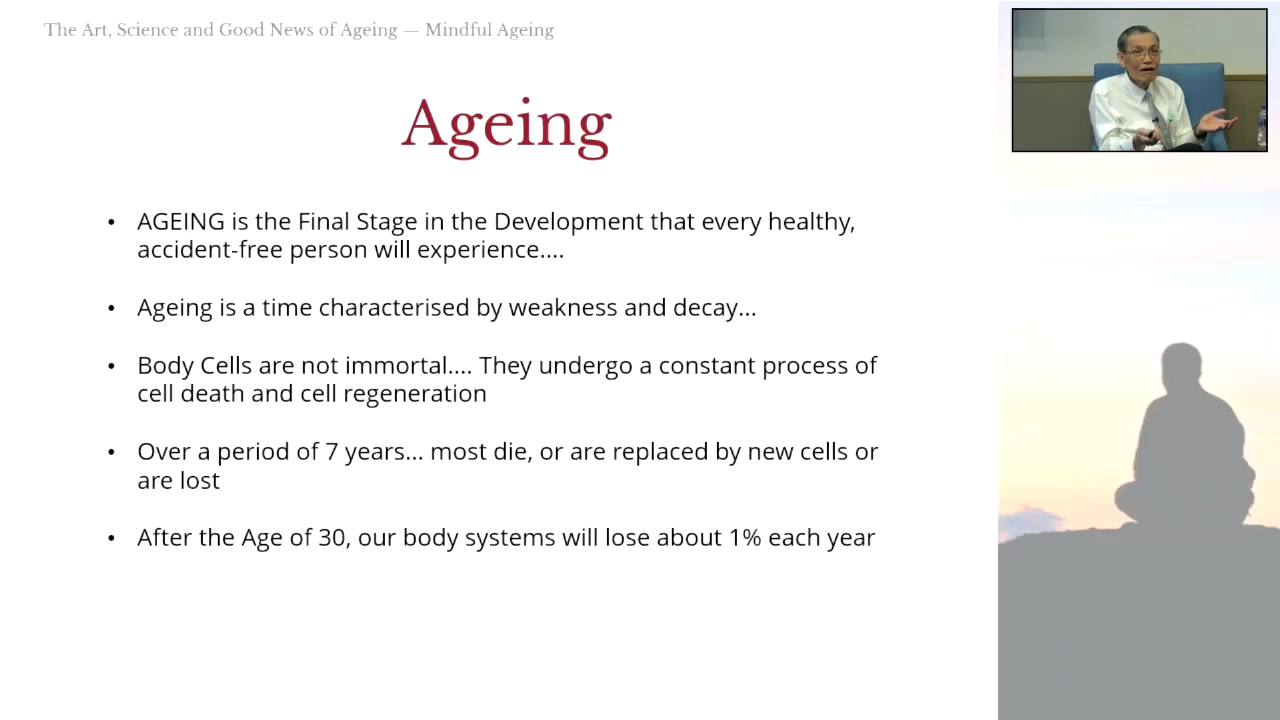 The Art, Science and Good News of Ageing — Mindful Ageing
Ageing
• AGEING is the Final Stage in the Development that every healthy,
accident-free person will experience....
• Ageing is a time characterised by weakness and decay...
• Body Cells are not immortal.... They undergo a constant process of
cell death and cell regeneration
• Over a period of 7 years... most die, or are replaced by new cells or
are lost
• After the Age of 30, our body systems will lose about 1% each year